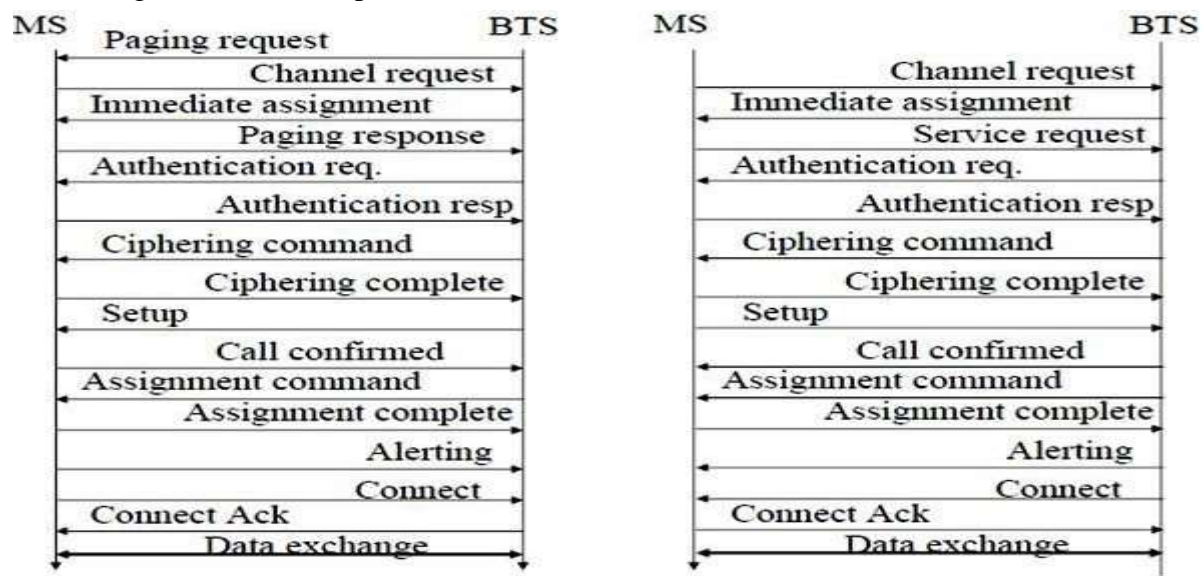 MS BTS
Paging request
Channel request
Immediate assignment
Paging response
Authentication req.
Authentication resp
Ciphering command
Ciphering complete
Setup
Call confirmed
Assignment command
Assignment complete
Alerting
Connect
Connect Ack
Data exchange
MS BTS
Channel request
Immediate assignment
Service request
Authentication req.
Authentication resp
Ciphering command
Ciphering complete
Setup
Call confirmed
Assignment command
Assignment complete
Alerting
Connect
Connect Ack
Data exchange